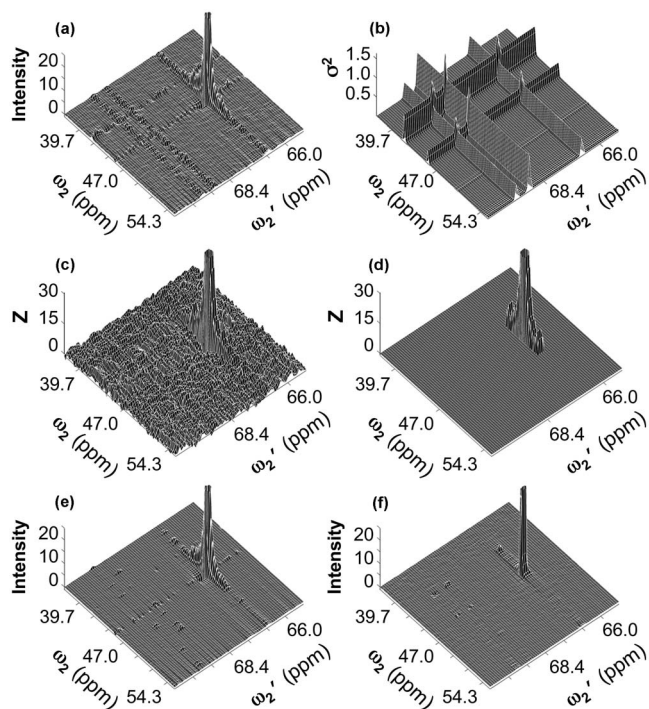 (a)
Intensity
20
10
0
39.7
47.0
54.3
ω₂ (ppm)
66.0
68.4
ω₂′ (ppm)
(b)
σ²
1.5
1.0
0.5
39.7
47.0
54.3
ω₂ (ppm)
66.0
68.4
ω₂′ (ppm)
(c)
Z
30
15
0
39.7
47.0
54.3
ω₂ (ppm)
66.0
68.4
ω₂′ (ppm)
(d)
Z
30
15
0
39.7
47.0
54.3
ω₂ (ppm)
66.0
68.4
ω₂′ (ppm)
(e)
Intensity
20
10
0
39.7
47.0
54.3
ω₂ (ppm)
66.0
68.4
ω₂′ (ppm)
(f)
Intensity
20
10
0
39.7
47.0
54.3
ω₂ (ppm)
66.0
68.4
ω₂′ (ppm)